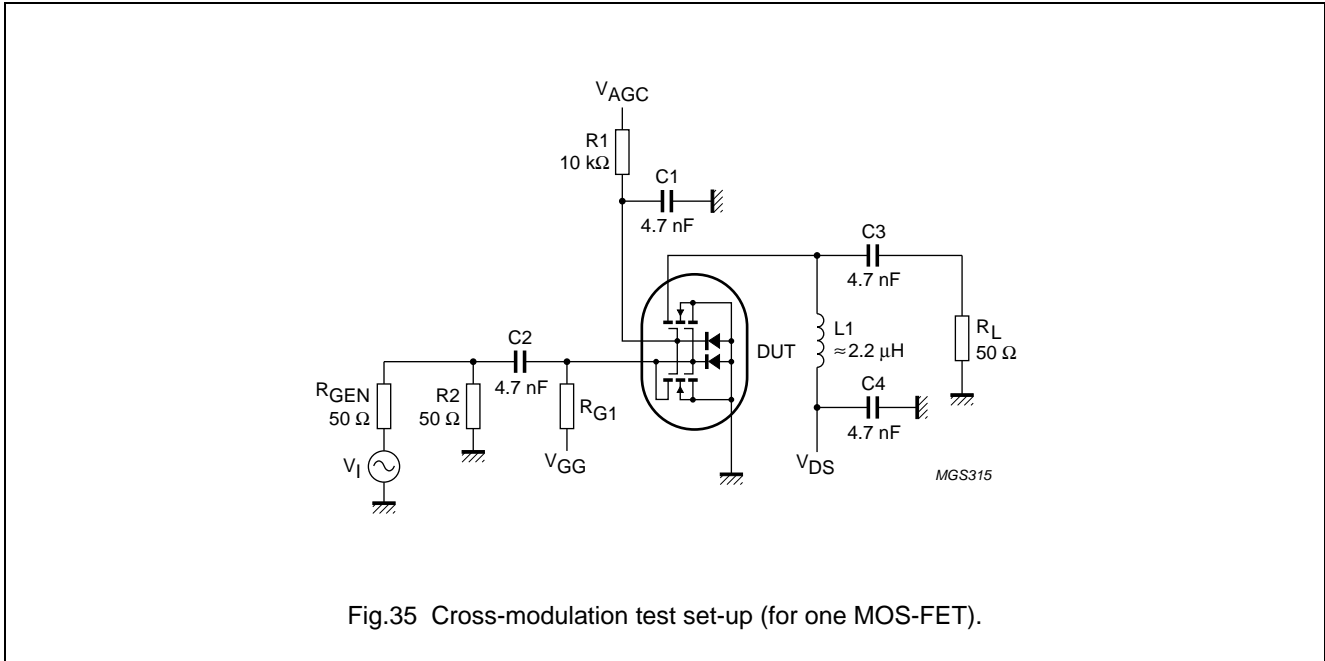 VAGC
R1
10 kΩ
C1
4.7 nF
C3
4.7 nF
L1
≈2.2 μH
RL
50 Ω
DUT
C2
4.7 nF
RGEN
50 Ω
R2
50 Ω
RG1
C4
4.7 nF
VI
VGG
VDS
MGS315
Fig.35 Cross-modulation test set-up (for one MOS-FET).